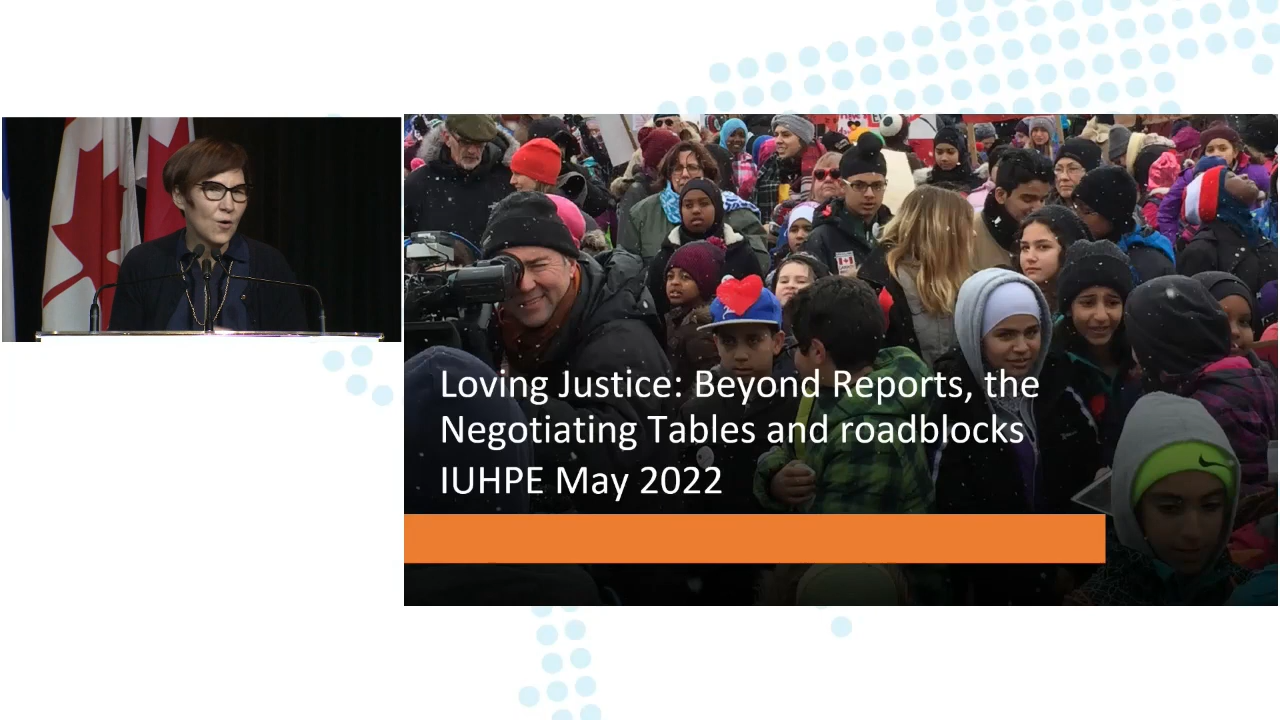 Loving Justice: Beyond Reports, the
Negotiating Tables and roadblocks
IUHPE May 2022